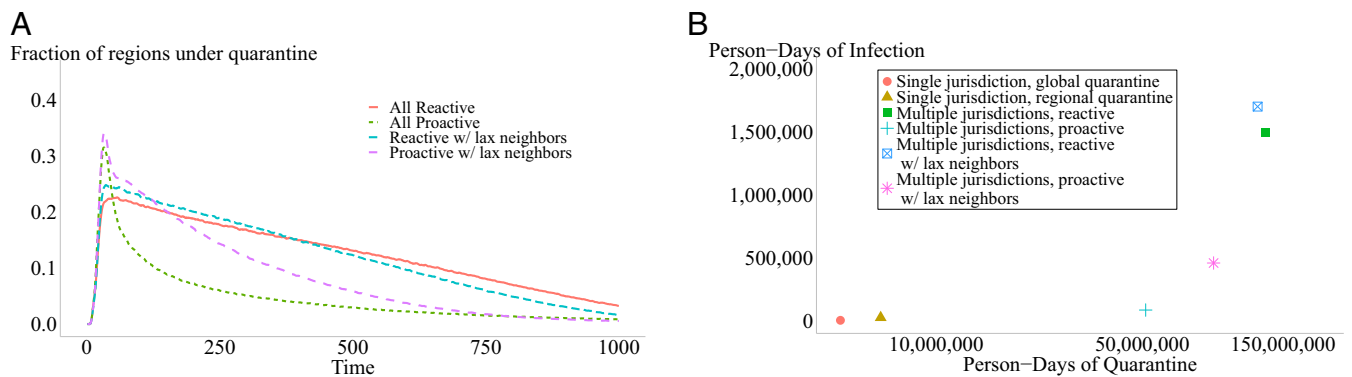 A
Fraction of regions under quarantine
0.4
0.3
0.2
0.1
0.0
0
250
500
750
1000
Time
All Reactive
All Proactive
Reactive w/ lax neighbors
Proactive w/ lax neighbors
B
Person−Days of Infection
2,000,000
1,500,000
1,000,000
500,000
0
Single jurisdiction, global quarantine
Single jurisdiction, regional quarantine
Multiple jurisdictions, reactive
Multiple jurisdictions, proactive
Multiple jurisdictions, reactive
w/ lax neighbors
Multiple jurisdictions, proactive
w/ lax neighbors
10,000,000
50,000,000
150,000,000
Person−Days of Quarantine